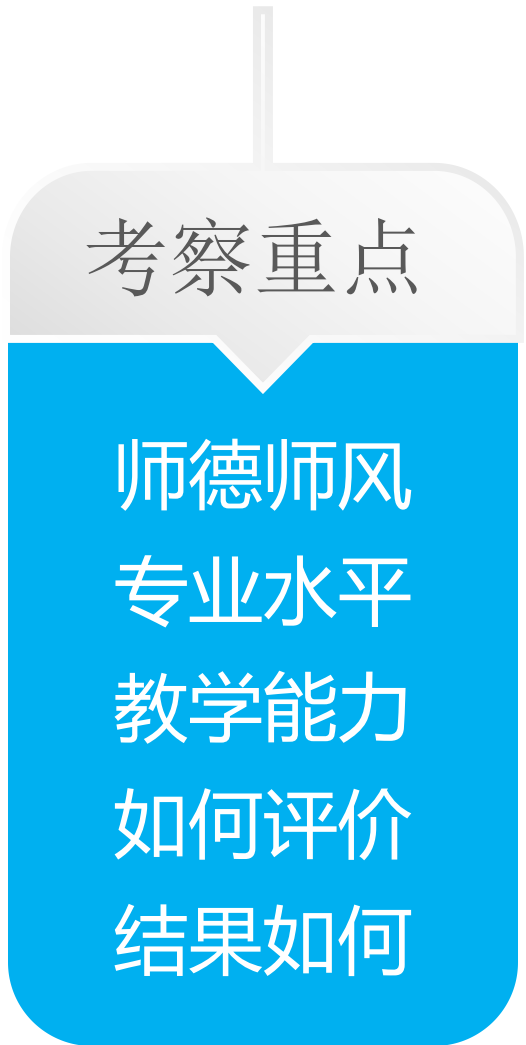 考察重点
师德师风
专业水平
教学能力
如何评价
结果如何